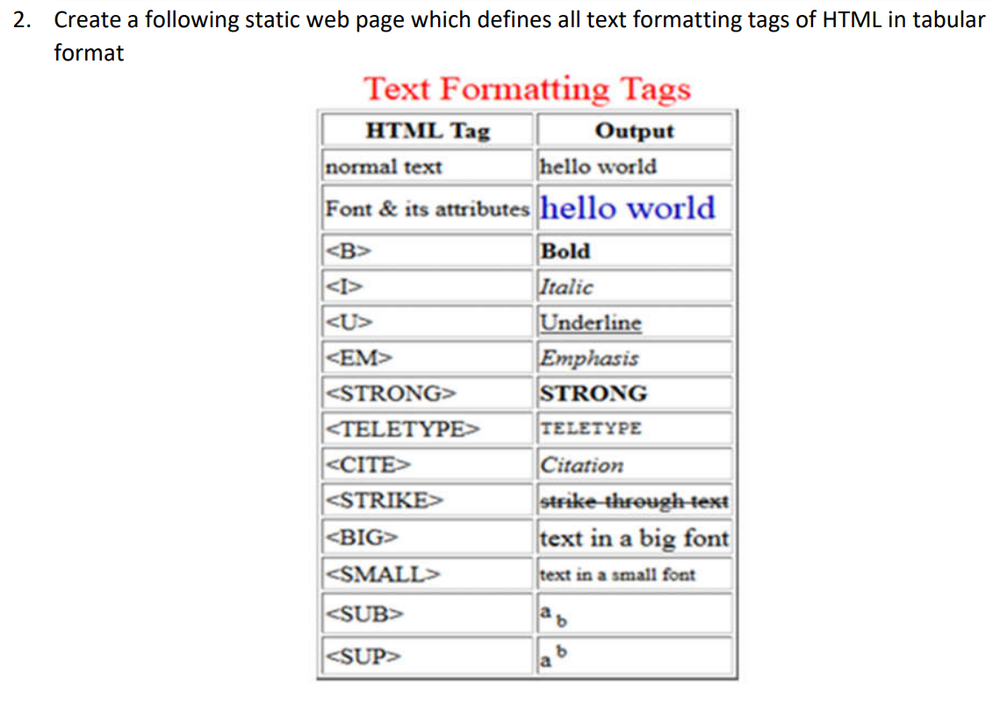 2. Create a following static web page which defines all text formatting tags of HTML in tabular
format
Text Formatting Tags
HTML Tag Output
normal text hello world
Font & its attributes hello world
<B> Bold
<I> Italic
<U> Underline
<EM> Emphasis
<STRONG> STRONG
<TELETYPE> TELETYPE
<CITE> Citation
<STRIKE> strike through text
<BIG> text in a big font
<SMALL> text in a small font
<SUB> a b
<SUP> a b